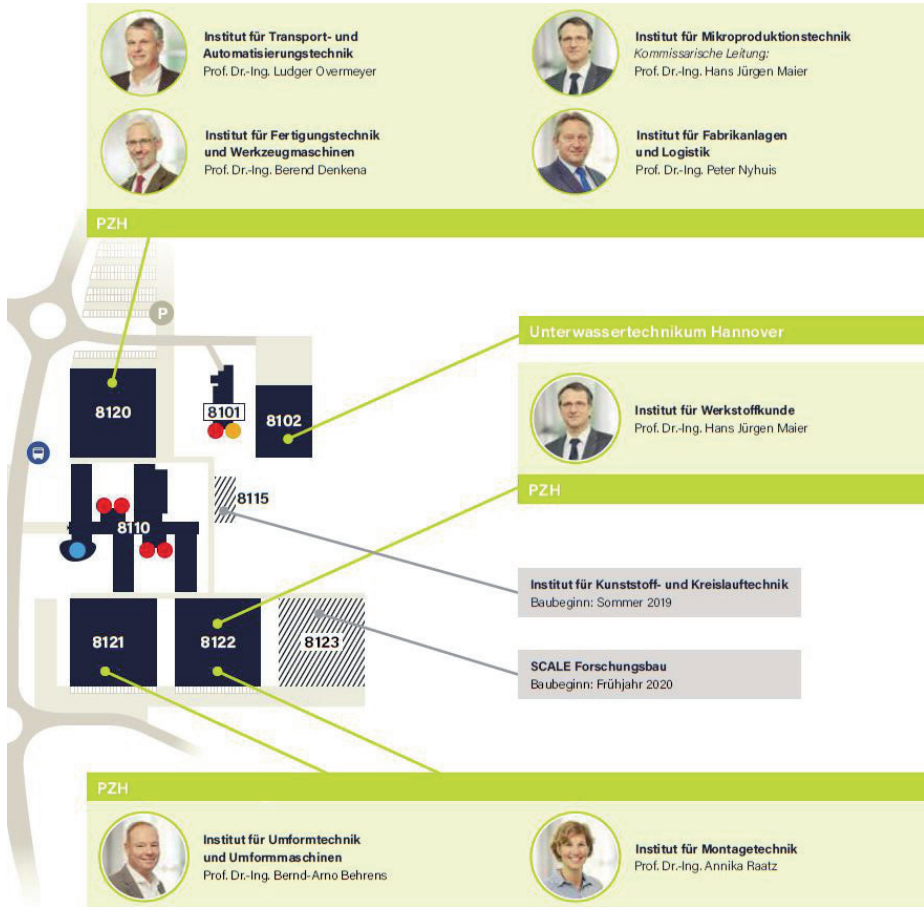 Institut für Transport- und
Automatisierungstechnik
Prof. Dr.-Ing. Ludger Overmeyer
Institut für Mikroproduktionstechnik
Kommissarische Leitung:
Prof. Dr.-Ing. Hans Jürgen Maier
Institut für Fertigungstechnik
und Werkzeugmaschinen
Prof. Dr.-Ing. Berend Denkena
Institut für Fabrikanlagen
und Logistik
Prof. Dr.-Ing. Peter Nyhuis
PZH
P
Unterwassertechnikum Hannover
8120
8101
8102
Institut für Werkstoffkunde
Prof. Dr.-Ing. Hans Jürgen Maier
PZH
8115
8110
Institut für Kunststoff- und Kreislauftechnik
Baubeginn: Sommer 2019
8121
8122
8123
SCALE Forschungsbau
Baubeginn: Frühjahr 2020
PZH
Institut für Umformtechnik
und Umformmaschinen
Prof. Dr.-Ing. Bernd-Arno Behrens
Institut für Montagetechnik
Prof. Dr.-Ing. Annika Raatz